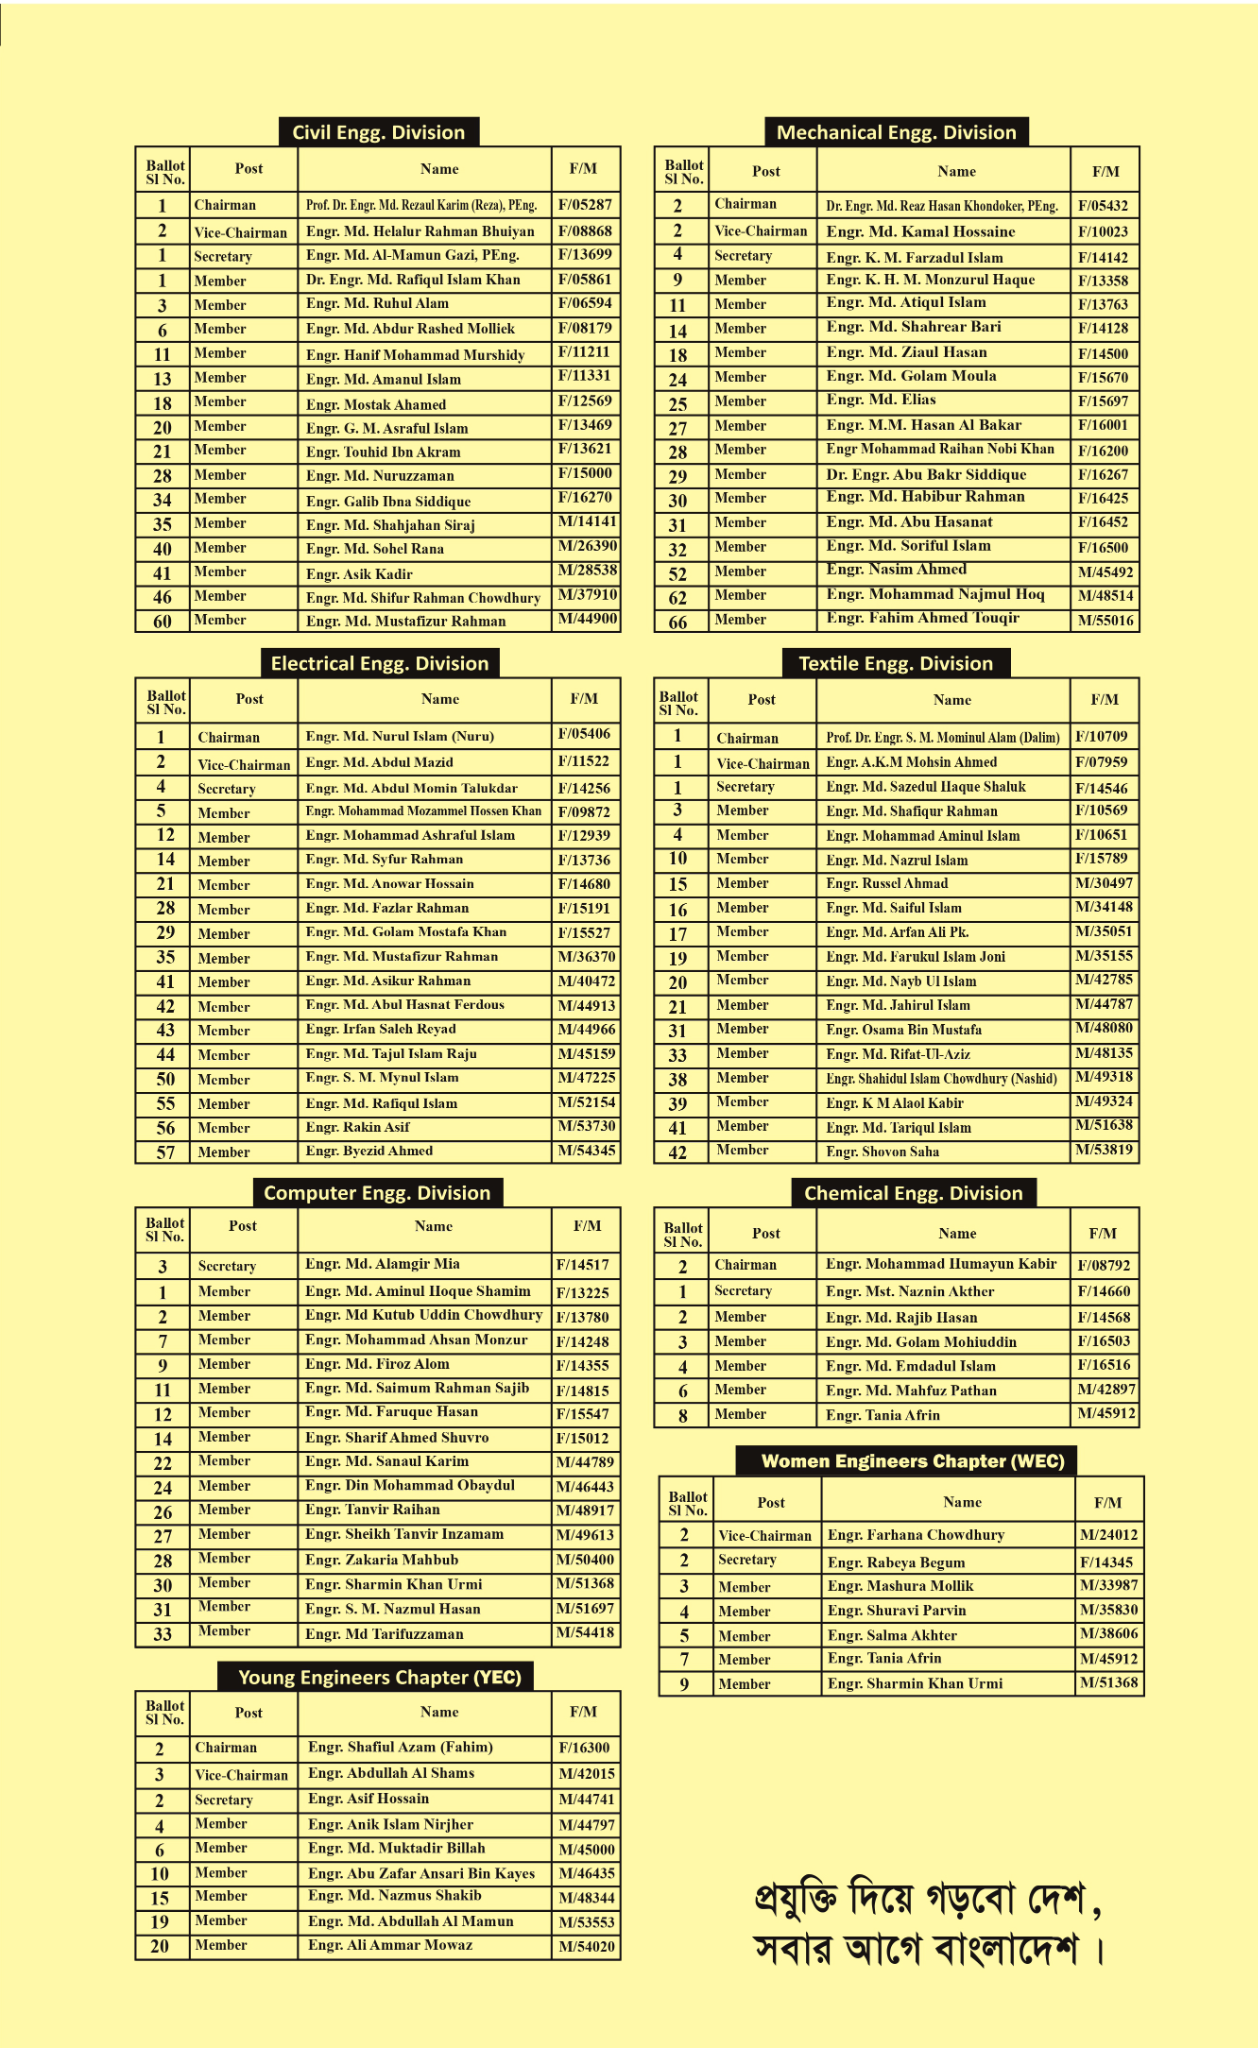 Civil Engg. Division
Ballot Sl No. Post Name F/M
1 Chairman Prof. Dr. Engr. Md. Rezaul Karim (Reza), PEng. F/05287
2 Vice-Chairman Engr. Md. Helalur Rahman Bhuiyan F/08868
1 Secretary Engr. Md. Al-Mamun Gazi, PEng. F/13699
1 Member Dr. Engr. Md. Rafiqul Islam Khan F/05861
3 Member Engr. Md. Ruhul Alam F/06594
6 Member Engr. Md. Abdur Rashed Molliek F/08179
11 Member Engr. Hanif Mohammad Murshidy F/11211
13 Member Engr. Md. Amanul Islam F/11331
18 Member Engr. Mostak Ahamed F/12569
20 Member Engr. G. M. Asraful Islam F/13469
21 Member Engr. Touhid Ibn Akram F/13621
28 Member Engr. Md. Nuruzzaman F/15000
34 Member Engr. Galib Ibna Siddique F/16270
35 Member Engr. Md. Shahjahan Siraj M/14141
40 Member Engr. Md. Sohel Rana M/26390
41 Member Engr. Asik Kadir M/28538
46 Member Engr. Md. Shifur Rahman Chowdhury M/37910
60 Member Engr. Md. Mustafizur Rahman M/44900
Mechanical Engg. Division
Ballot Sl No. Post Name F/M
2 Chairman Dr. Engr. Md. Reaz Hasan Khondoker, PEng. F/05432
2 Vice-Chairman Engr. Md. Kamal Hossaine F/10023
4 Secretary Engr. K. M. Farzadul Islam F/14142
9 Member Engr. K. H. M. Monzurul Haque F/13358
11 Member Engr. Md. Atiqul Islam F/13763
14 Member Engr. Md. Shahrear Bari F/14128
18 Member Engr. Md. Ziaul Hasan F/14500
24 Member Engr. Md. Golam Moula F/15670
25 Member Engr. Md. Elias F/15697
27 Member Engr. M.M. Hasan Al Bakar F/16001
28 Member Engr Mohammad Raihan Nobi Khan F/16200
29 Member Dr. Engr. Abu Bakr Siddique F/16267
30 Member Engr. Md. Habibur Rahman F/16425
31 Member Engr. Md. Abu Hasanat F/16452
32 Member Engr. Md. Soriful Islam F/16500
52 Member Engr. Nasim Ahmed M/45492
62 Member Engr. Mohammad Najmul Hoq M/48514
66 Member Engr. Fahim Ahmed Touqir M/55016
Electrical Engg. Division
Ballot Sl No. Post Name F/M
1 Chairman Engr. Md. Nurul Islam (Nuru) F/05406
2 Vice-Chairman Engr. Md. Abdul Mazid F/11522
4 Secretary Engr. Md. Abdul Momin Talukdar F/14256
5 Member Engr. Mohammad Mozammel Hossen Khan F/09872
12 Member Engr. Mohammad Ashraful Islam F/12939
14 Member Engr. Md. Syfur Rahman F/13736
21 Member Engr. Md. Anowar Hossain F/14680
28 Member Engr. Md. Fazlar Rahman F/15191
29 Member Engr. Md. Golam Mostafa Khan F/15527
35 Member Engr. Md. Mustafizur Rahman M/36370
41 Member Engr. Md. Asikur Rahman M/40472
42 Member Engr. Md. Abul Hasnat Ferdous M/44913
43 Member Engr. Irfan Saleh Reyad M/44966
44 Member Engr. Md. Tajul Islam Raju M/45159
50 Member Engr. S. M. Mynul Islam M/47225
55 Member Engr. Md. Rafiqul Islam M/52154
56 Member Engr. Rakin Asif M/53730
57 Member Engr. Byezid Ahmed M/54345
Textile Engg. Division
Ballot Sl No. Post Name F/M
1 Chairman Prof. Dr. Engr. S. M. Mominul Alam (Dalim) F/10709
1 Vice-Chairman Engr. A.K.M Mohsin Ahmed F/07959
1 Secretary Engr. Md. Sazedul Haque Shaluk F/14546
3 Member Engr. Md. Shafiqur Rahman F/10569
4 Member Engr. Mohammad Aminul Islam F/10651
10 Member Engr. Md. Nazrul Islam F/15789
15 Member Engr. Russel Ahmad M/30497
16 Member Engr. Md. Saiful Islam M/34148
17 Member Engr. Md. Arfan Ali Pk. M/35051
19 Member Engr. Md. Farukul Islam Joni M/35155
20 Member Engr. Md. Nayb Ul Islam M/42785
21 Member Engr. Md. Jahirul Islam M/44787
31 Member Engr. Osama Bin Mustafa M/48080
33 Member Engr. Md. Rifat-Ul-Aziz M/48135
38 Member Engr. Shahidul Islam Chowdhury (Nashid) M/49318
39 Member Engr. K M Alaol Kabir M/49324
41 Member Engr. Md. Tariqul Islam M/51638
42 Member Engr. Shovon Saha M/53819
Computer Engg. Division
Ballot Sl No. Post Name F/M
3 Secretary Engr. Md. Alamgir Mia F/14517
1 Member Engr. Md. Aminul Hoque Shamim F/13225
2 Member Engr. Md Kutub Uddin Chowdhury F/13780
7 Member Engr. Mohammad Ahsan Monzur F/14248
9 Member Engr. Md. Firoz Alom F/14355
11 Member Engr. Md. Saimum Rahman Sajib F/14815
12 Member Engr. Md. Faruque Hasan F/15547
14 Member Engr. Sharif Ahmed Shuvro F/15012
22 Member Engr. Md. Sanaul Karim M/44789
24 Member Engr. Din Mohammad Obaydul M/46443
26 Member Engr. Tanvir Raihan M/48917
27 Member Engr. Sheikh Tanvir Inzamam M/49613
28 Member Engr. Zakaria Mahbub M/50400
30 Member Engr. Sharmin Khan Urmi M/51368
31 Member Engr. S. M. Nazmul Hasan M/51697
33 Member Engr. Md Tarifuzzaman M/54418
Chemical Engg. Division
Ballot Sl No. Post Name F/M
2 Chairman Engr. Mohammad Humayun Kabir F/08792
1 Secretary Engr. Mst. Naznin Akther F/14660
2 Member Engr. Md. Rajib Hasan F/14568
3 Member Engr. Md. Golam Mohiuddin F/16503
4 Member Engr. Md. Emdadul Islam F/16516
6 Member Engr. Md. Mahfuz Pathan M/42897
8 Member Engr. Tania Afrin M/45912
Women Engineers Chapter (WEC)
Ballot Sl No. Post Name F/M
2 Vice-Chairman Engr. Farhana Chowdhury M/24012
2 Secretary Engr. Rabeya Begum F/14345
3 Member Engr. Mashura Mollik M/33987
4 Member Engr. Shuravi Parvin M/35830
5 Member Engr. Salma Akhter M/38606
7 Member Engr. Tania Afrin M/45912
9 Member Engr. Sharmin Khan Urmi M/51368
Young Engineers Chapter (YEC)
Ballot Sl No. Post Name F/M
2 Chairman Engr. Shafiul Azam (Fahim) F/16300
3 Vice-Chairman Engr. Abdullah Al Shams M/42015
2 Secretary Engr. Asif Hossain M/44741
4 Member Engr. Anik Islam Nirjher M/44797
6 Member Engr. Md. Muktadir Billah M/45000
10 Member Engr. Abu Zafar Ansari Bin Kayes M/46435
15 Member Engr. Md. Nazmus Shakib M/48344
19 Member Engr. Md. Abdullah Al Mamun M/53553
20 Member Engr. Ali Ammar Mowaz M/54020
প্রযুক্তি দিয়ে গড়বো দেশ,
সবার আগে বাংলাদেশ।